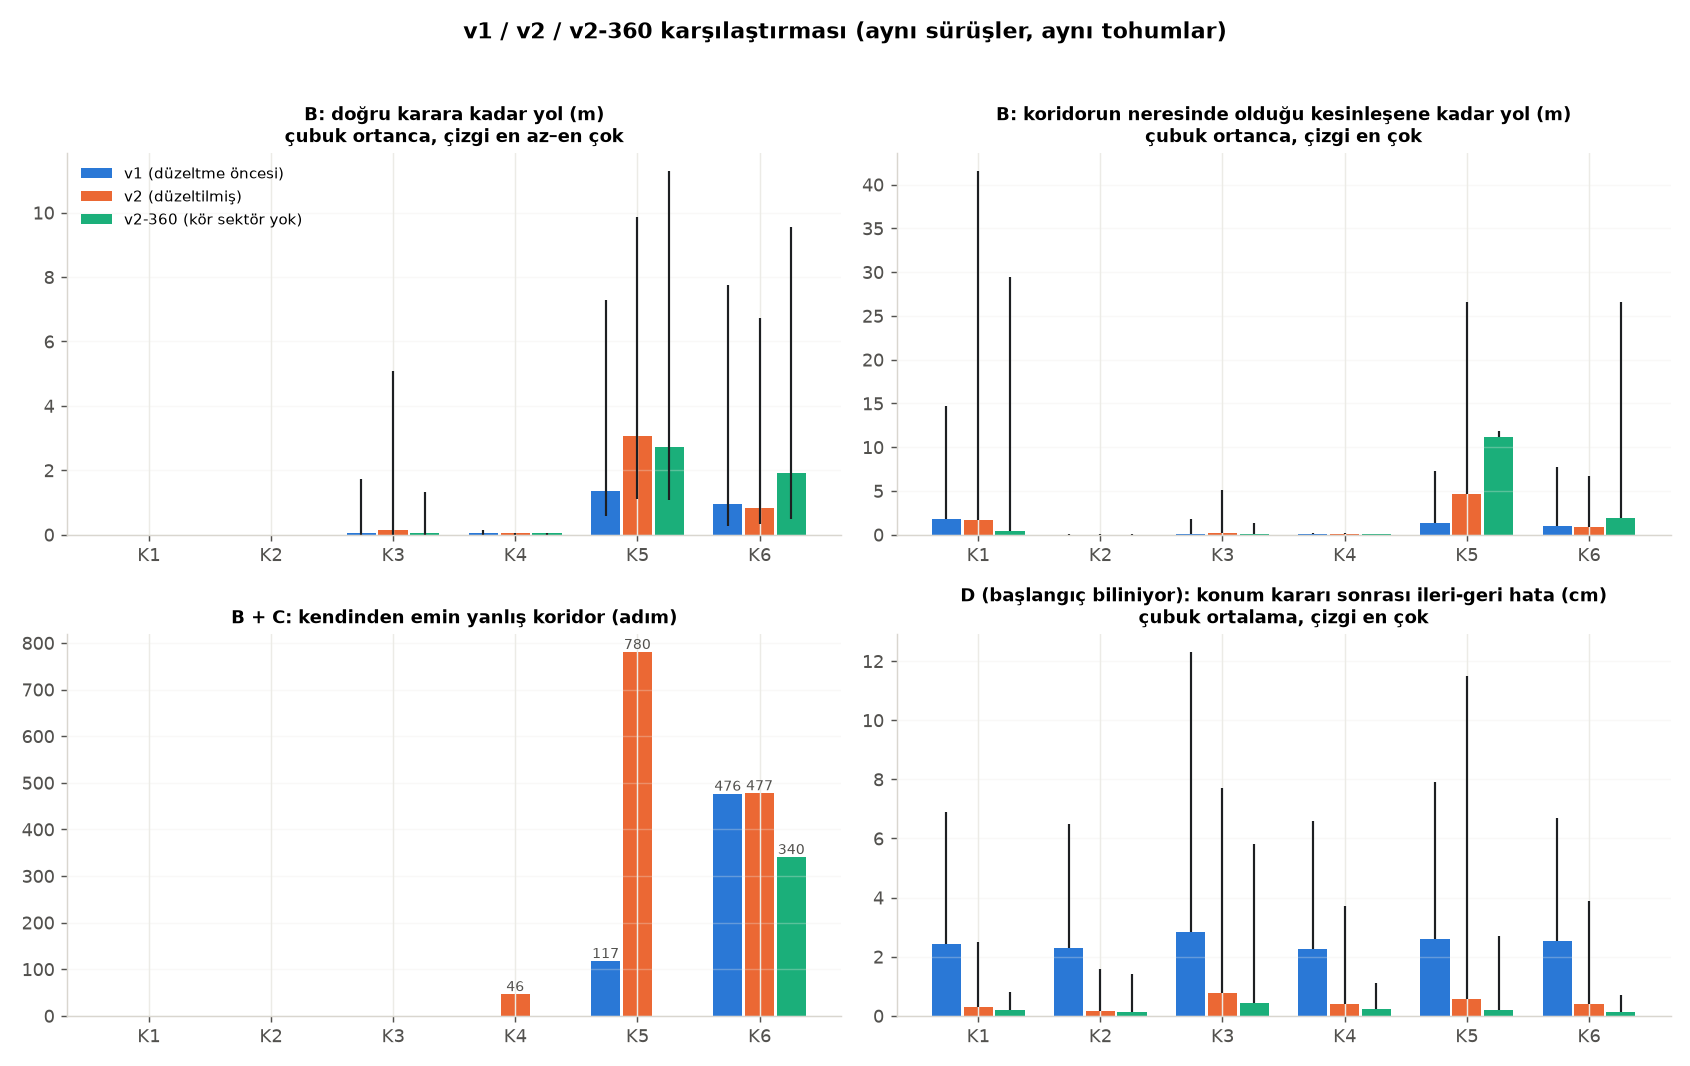 v1 / v2 / v2-360 karşılaştırması (aynı sürüşler, aynı tohumlar)
B: doğru karara kadar yol (m)
çubuk ortanca, çizgi en az–en çok
v1 (düzeltme öncesi)
v2 (düzeltilmiş)
v2-360 (kör sektör yok)
10
8
6
4
2
0
K1 K2 K3 K4 K5 K6
B: koridorun neresinde olduğu kesinleşene kadar yol (m)
çubuk ortanca, çizgi en çok
40
35
30
25
20
15
10
5
0
K1 K2 K3 K4 K5 K6
B + C: kendinden emin yanlış koridor (adım)
800
700
600
500
400
300
200
100
0
46
117
780
476
477
340
K1 K2 K3 K4 K5 K6
D (başlangıç biliniyor): konum kararı sonrası ileri-geri hata (cm)
çubuk ortalama, çizgi en çok
12
10
8
6
4
2
0
K1 K2 K3 K4 K5 K6